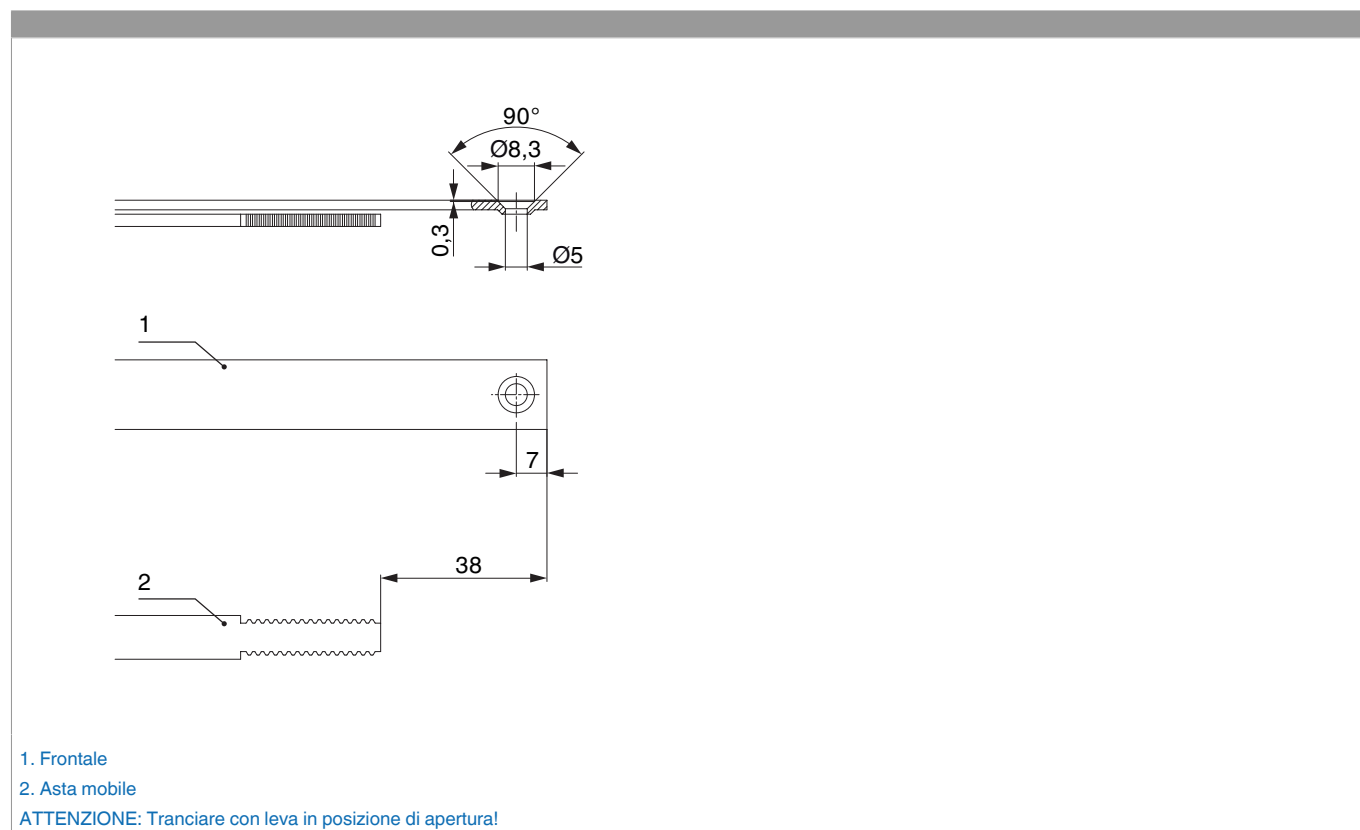 90°
Ø8,3
0,3
Ø5
1
7
38
2
1. Frontale
2. Asta mobile
ATTENZIONE: Tranciare con leva in posizione di apertura!